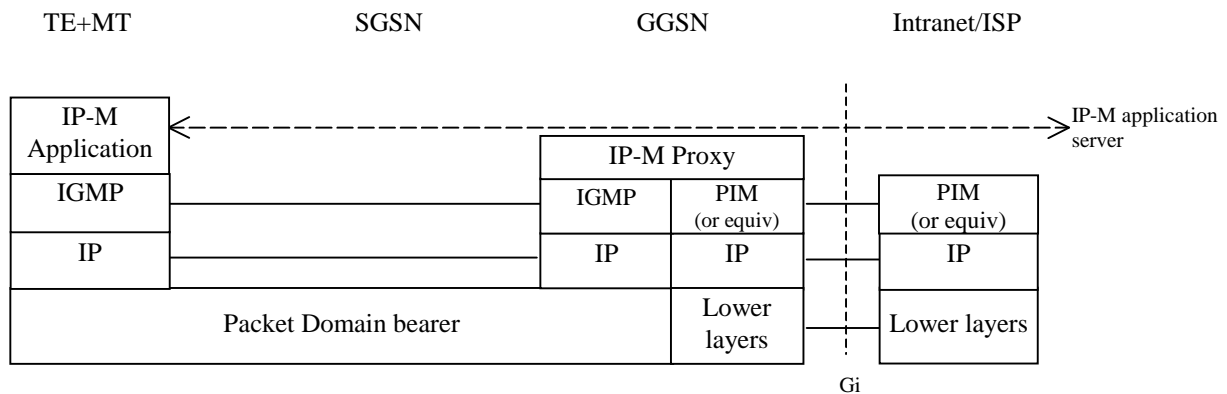 TE+MT
SGSN
GGSN
Intranet/ISP
IP-M
Application
IP-M application
server
IP-M Proxy
IGMP
IGMP
PIM
(or equiv)
PIM
(or equiv)
IP
IP
IP
IP
Packet Domain bearer
Lower
layers
Lower layers
Gi